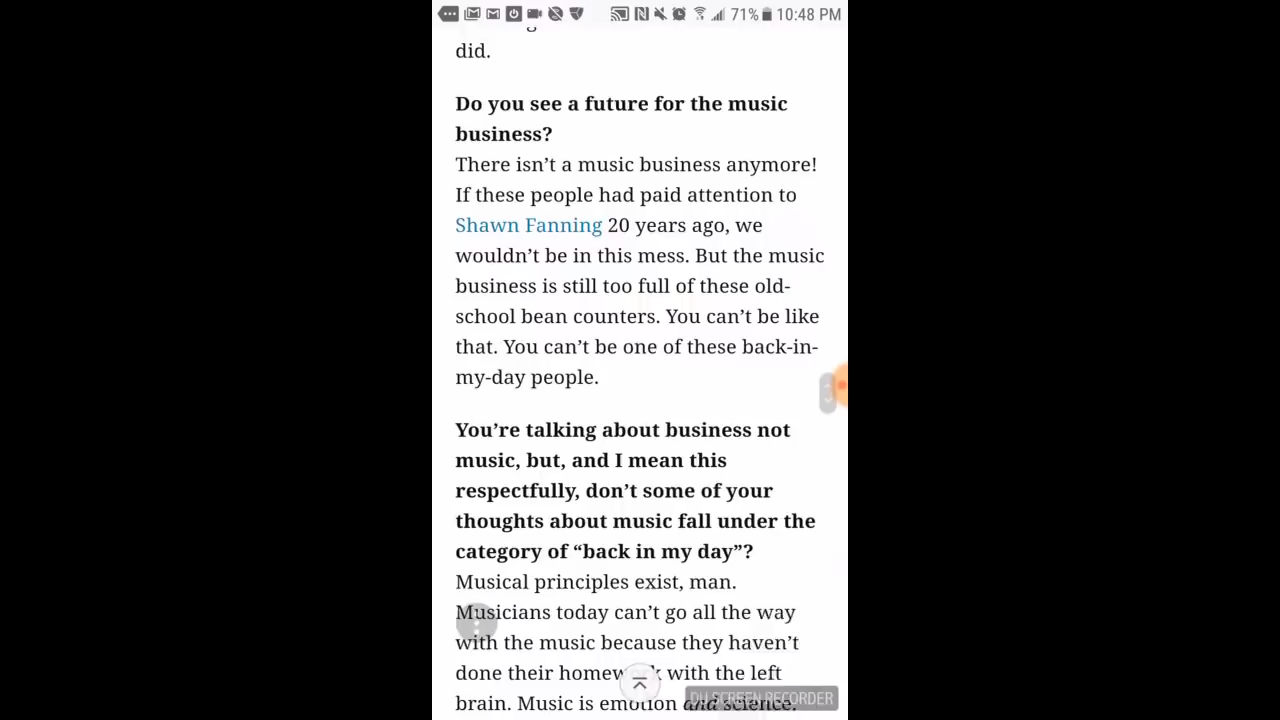 71% 10:48 PM
did.
Do you see a future for the music
business?
There isn’t a music business anymore!
If these people had paid attention to
Shawn Fanning 20 years ago, we
wouldn’t be in this mess. But the music
business is still too full of these old-
school bean counters. You can’t be like
that. You can’t be one of these back-in-
my-day people.
You’re talking about business not
music, but, and I mean this
respectfully, don’t some of your
thoughts about music fall under the
category of “back in my day”?
Musical principles exist, man.
Musicians today can’t go all the way
with the music because they haven’t
done their homework with the left
brain. Music is emotion and science.
DU SCREEN RECORDER